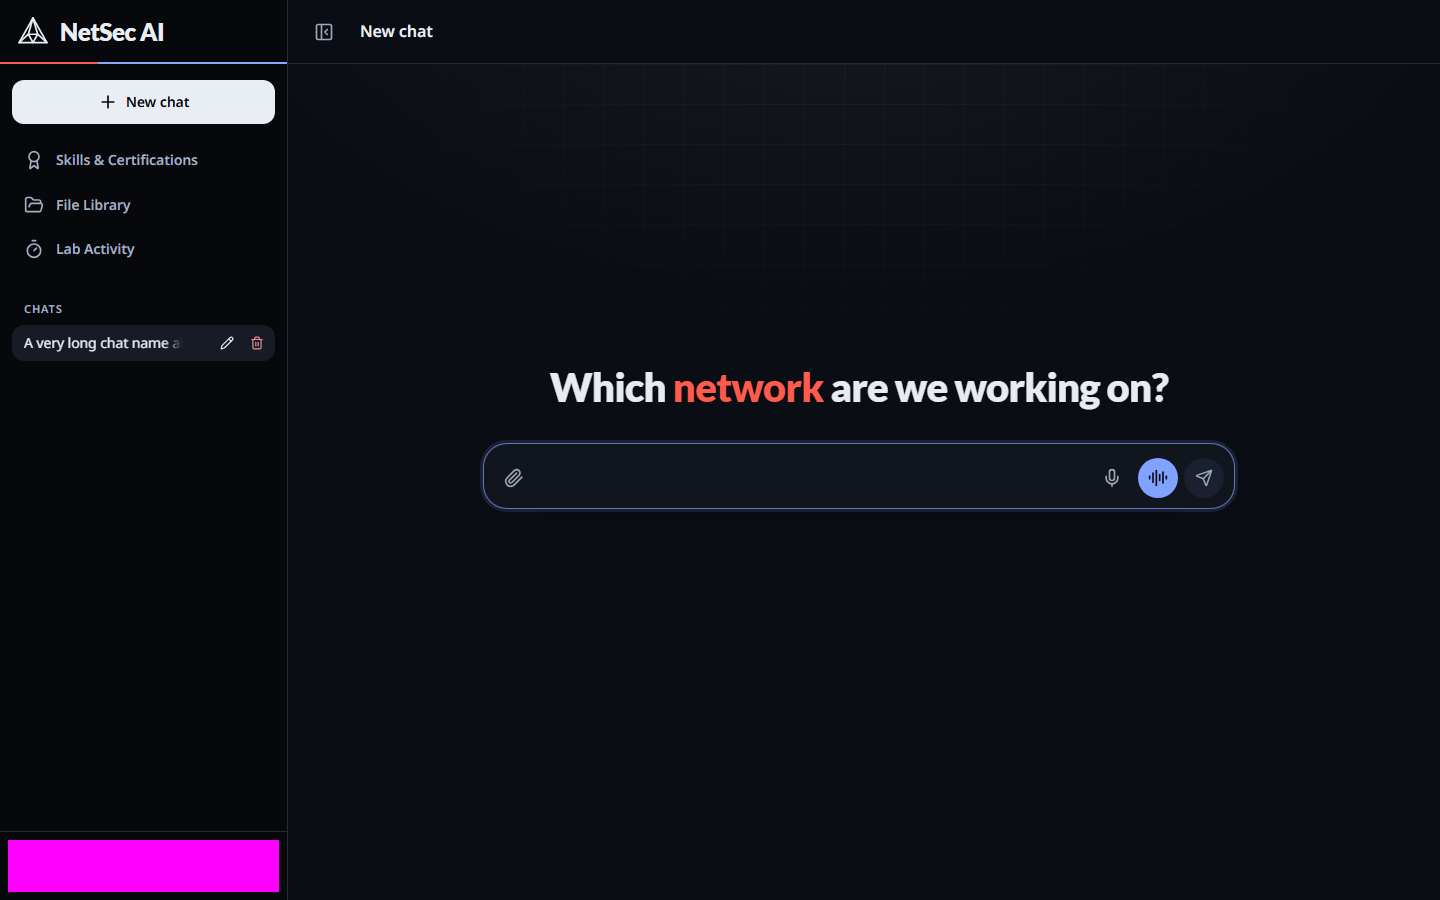 NetSec AI
New chat
New chat
Skills & Certifications
File Library
Lab Activity
CHATS
A very long chat name a
Which network are we working on?